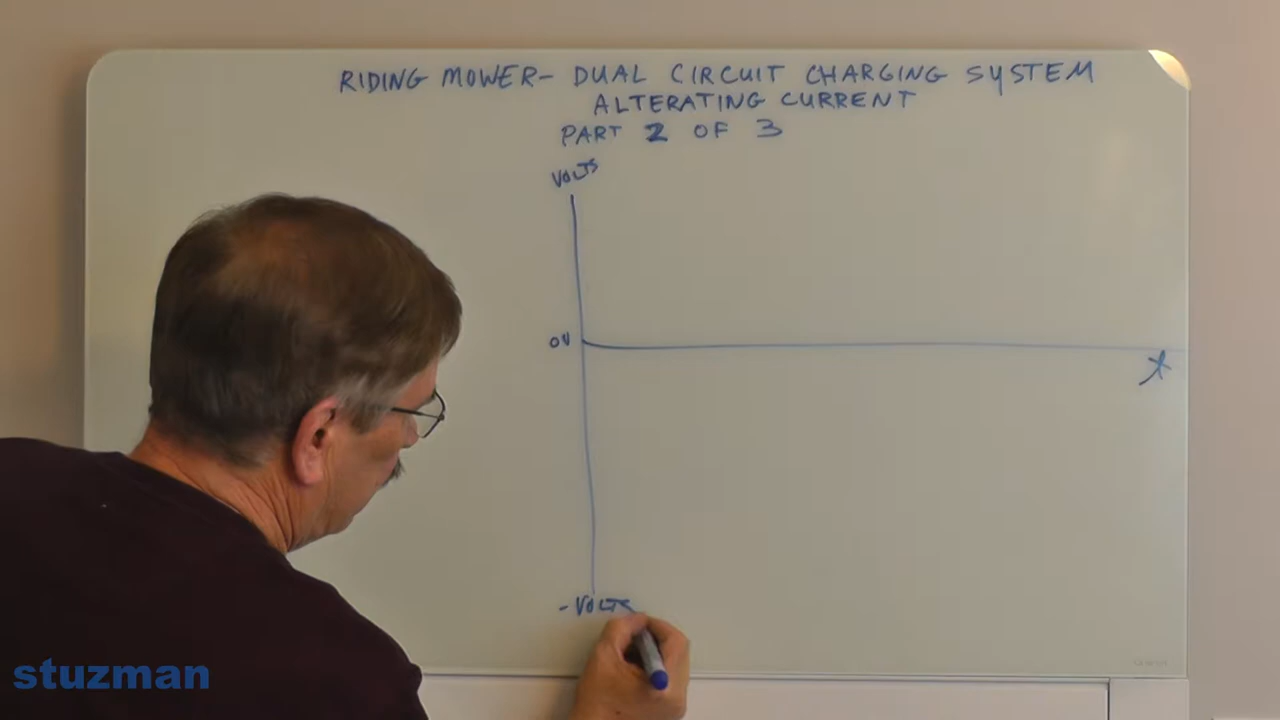 RIDING MOWER- DUAL CIRCUIT CHARGING SYSTEM
ALTERATING CURRENT
PART 2 OF 3
VOLTS
0V
t
-VOLTS
stuzman